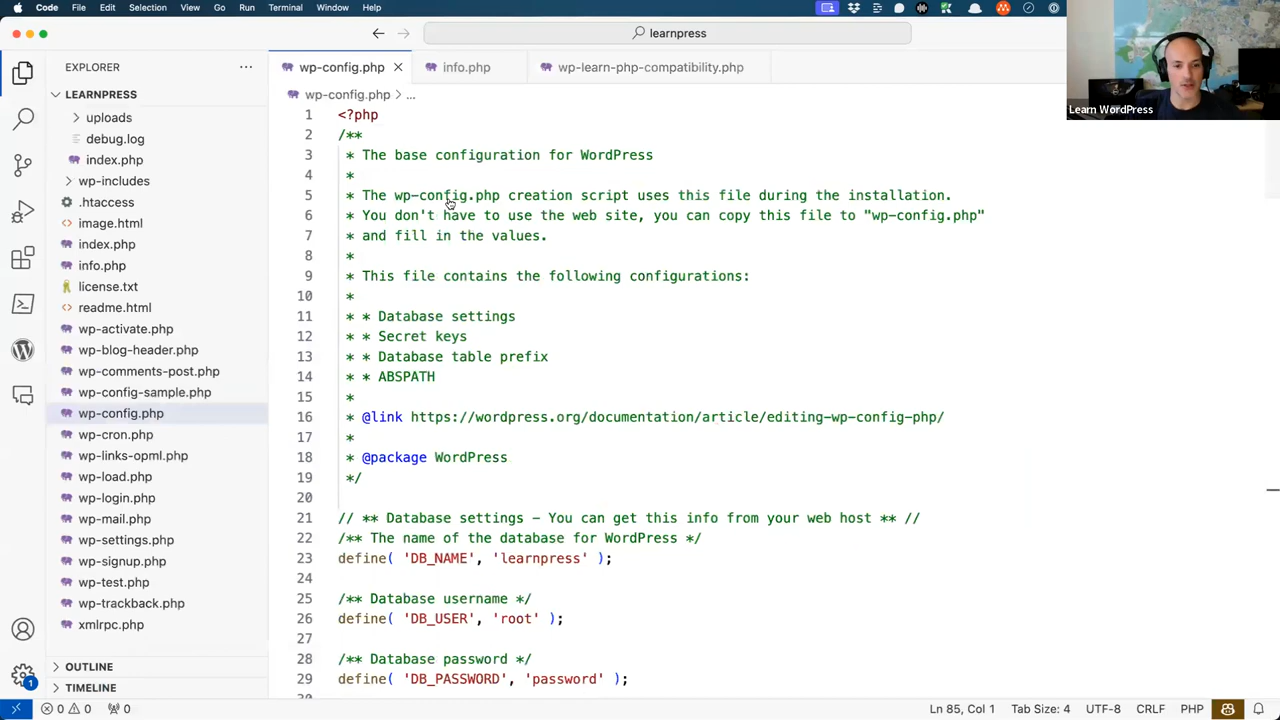 Code File Edit Selection View Go Run Terminal Window Help
learnpress
EXPLORER
wp-config.php
info.php
wp-learn-php-compatibility.php
LEARNPRESS
uploads
debug.log
index.php
wp-includes
.htaccess
image.html
index.php
info.php
license.txt
readme.html
wp-activate.php
wp-blog-header.php
wp-comments-post.php
wp-config-sample.php
wp-config.php
wp-cron.php
wp-links-opml.php
wp-load.php
wp-login.php
wp-mail.php
wp-settings.php
wp-signup.php
wp-test.php
wp-trackback.php
xmlrpc.php
OUTLINE
TIMELINE
wp-config.php > ...
1 <?php
2 /**
3 * The base configuration for WordPress
4 *
5 * The wp-config.php creation script uses this file during the installation.
6 * You don't have to use the web site, you can copy this file to "wp-config.php"
7 * and fill in the values.
8 *
9 * This file contains the following configurations:
10 *
11 * * Database settings
12 * * Secret keys
13 * * Database table prefix
14 * * ABSPATH
15 *
16 * @link https://wordpress.org/documentation/article/editing-wp-config-php/
17 *
18 * @package WordPress
19 */
20
21 // ** Database settings - You can get this info from your web host ** //
22 /** The name of the database for WordPress */
23 define( 'DB_NAME', 'learnpress' );
24
25 /** Database username */
26 define( 'DB_USER', 'root' );
27
28 /** Database password */
29 define( 'DB_PASSWORD', 'password' );
Learn WordPress
1
0 0 0
Ln 85, Col 1 Tab Size: 4 UTF-8 CRLF PHP